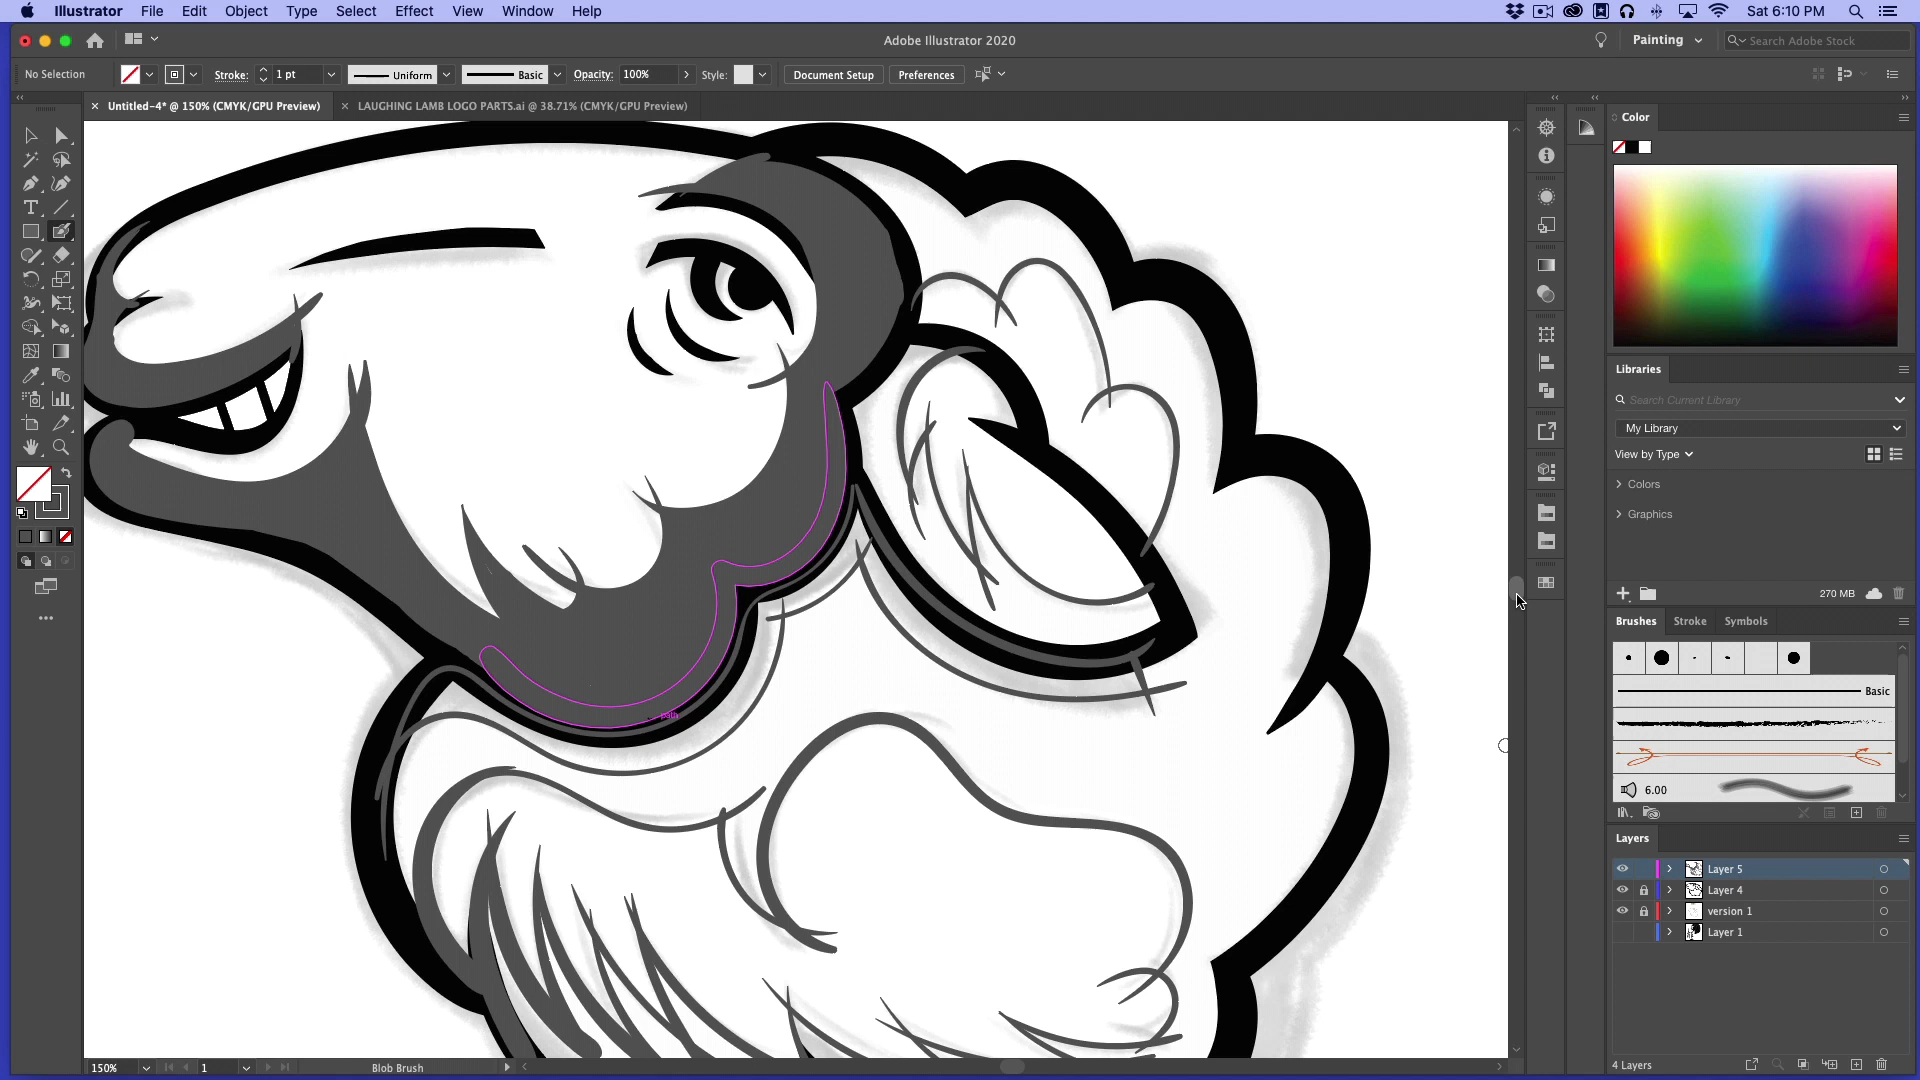 Illustrator File Edit Object Type Select Effect View Window Help
Sat 6:10 PM
Adobe Illustrator 2020
Painting
Search Adobe Stock
No Selection
Stroke: 1 pt
Uniform
Basic
Opacity: 100%
Style:
Document Setup
Preferences
Untitled-4* @ 150% (CMYK/GPU Preview)
LAUGHING LAMB LOGO PARTS.ai @ 38.71% (CMYK/GPU Preview)
Color
Libraries
Search Current Library
My Library
View by Type
Colors
Graphics
270 MB
Brushes Stroke Symbols
Basic
6.00
Layers
Layer 5
Layer 4
version 1
Layer 1
4 Layers
path
150%
1
Blob Brush